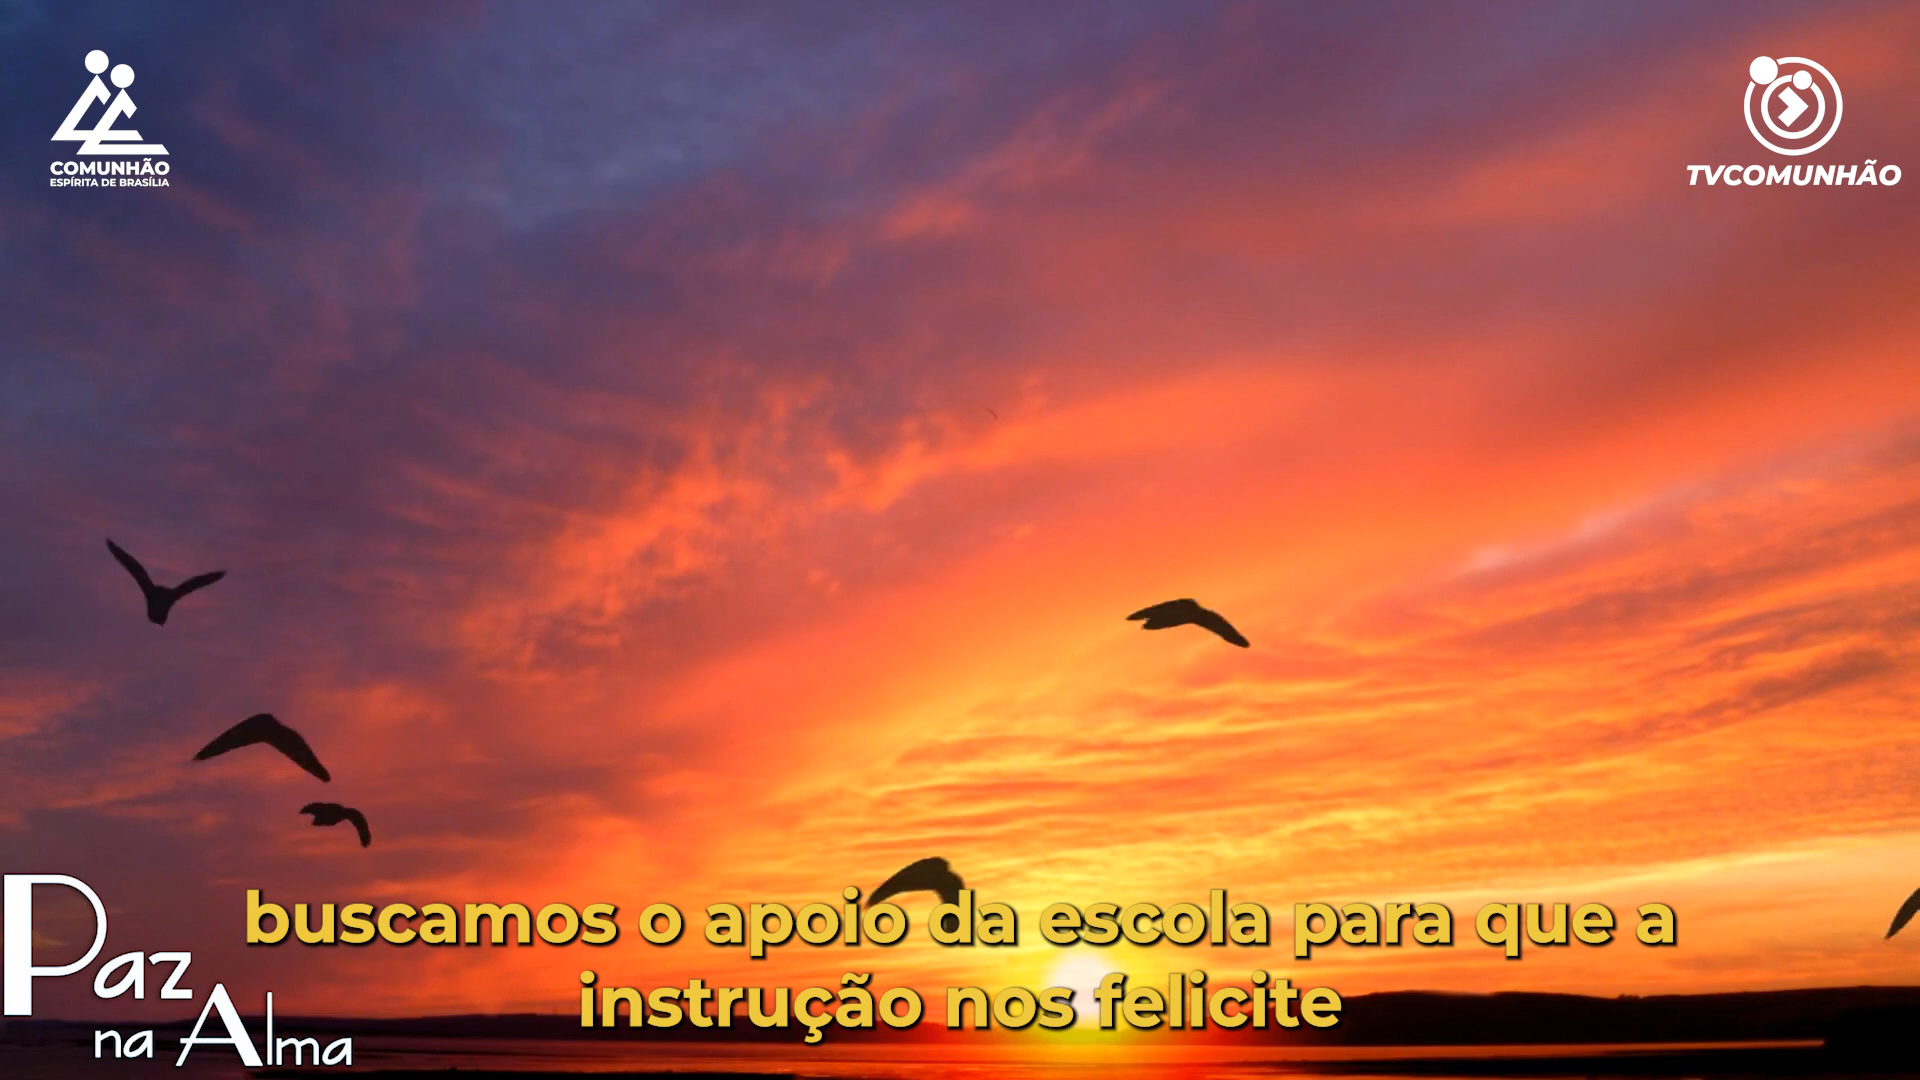 COMUNHÃO
ESPÍRITA DE BRASÍLIA
TVCOMUNHÃO
buscamos o apoio da escola para que a
instrução nos felicite
Paz
na Alma